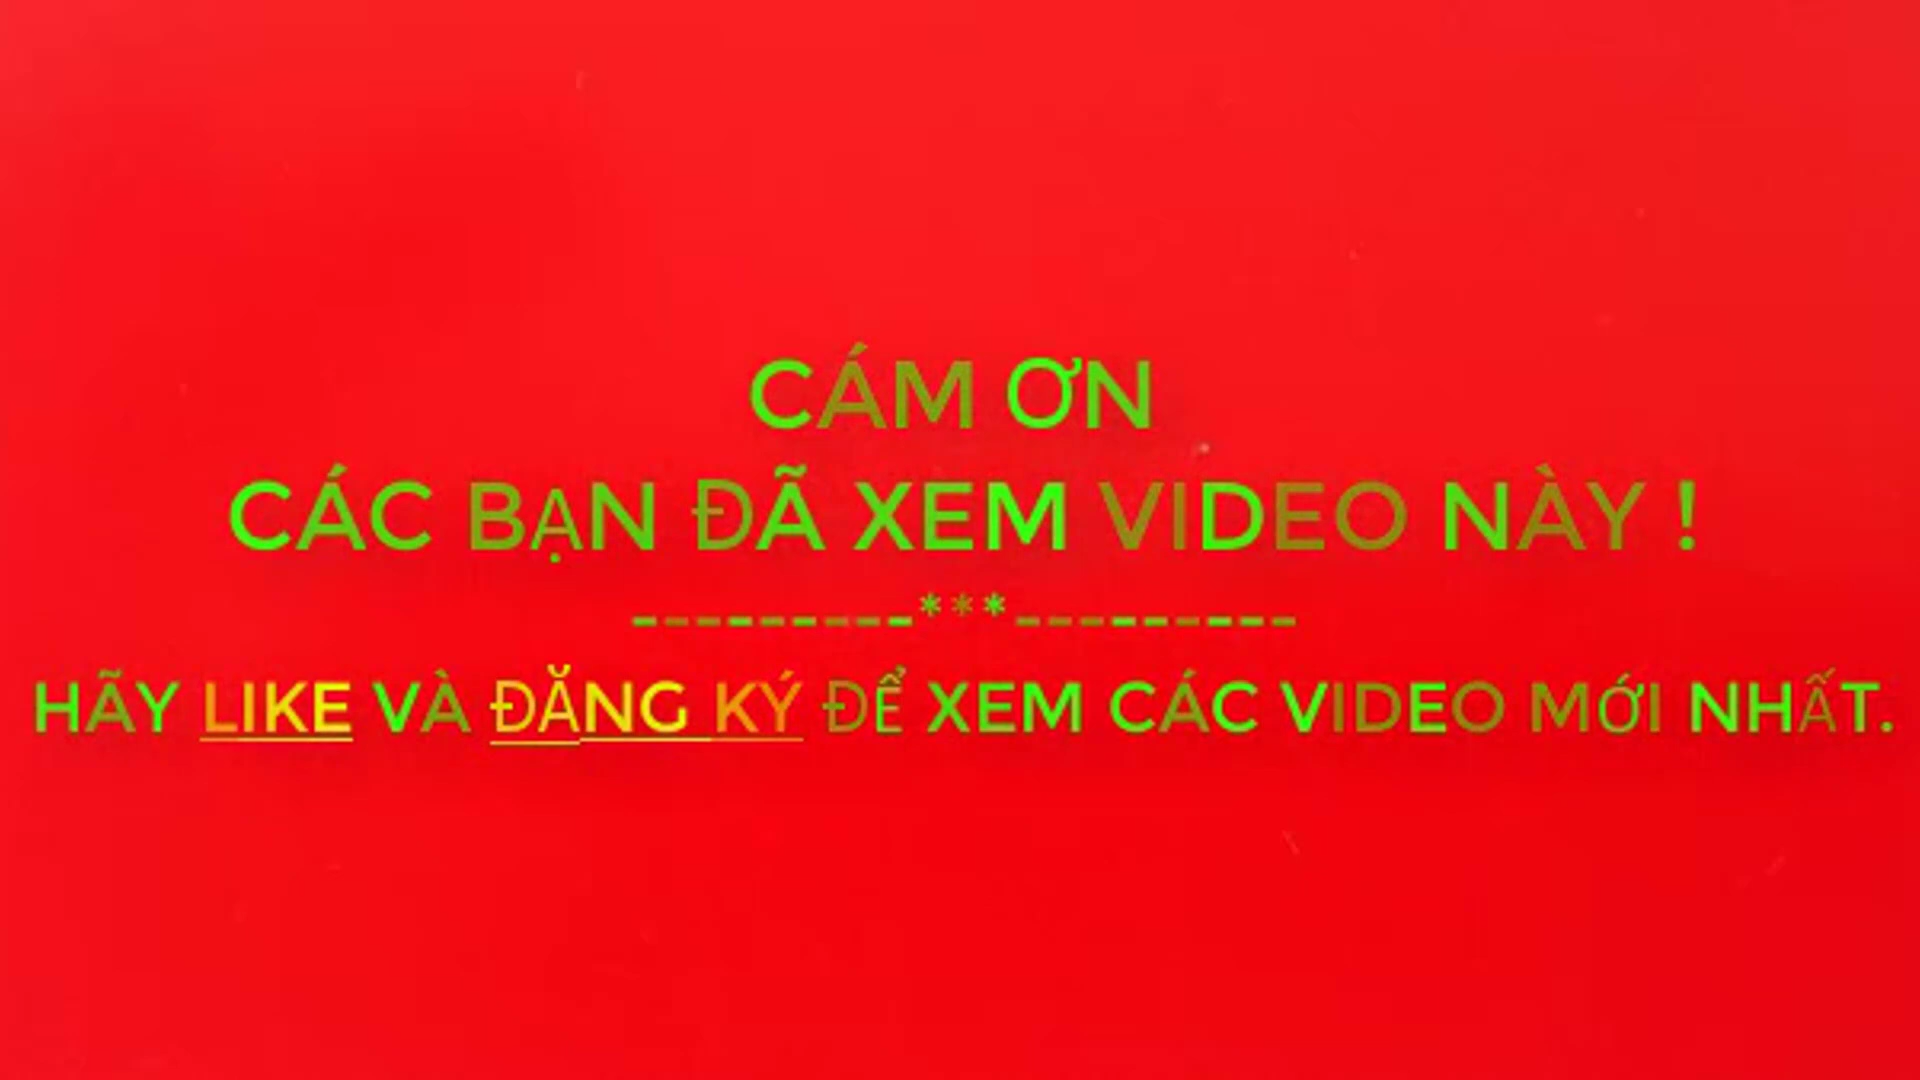 CÁM ƠN
CÁC BẠN ĐÃ XEM VIDEO NÀY !
---------***---------
HÃY LIKE VÀ ĐĂNG KÝ ĐỂ XEM CÁC VIDEO MỚI NHẤT.